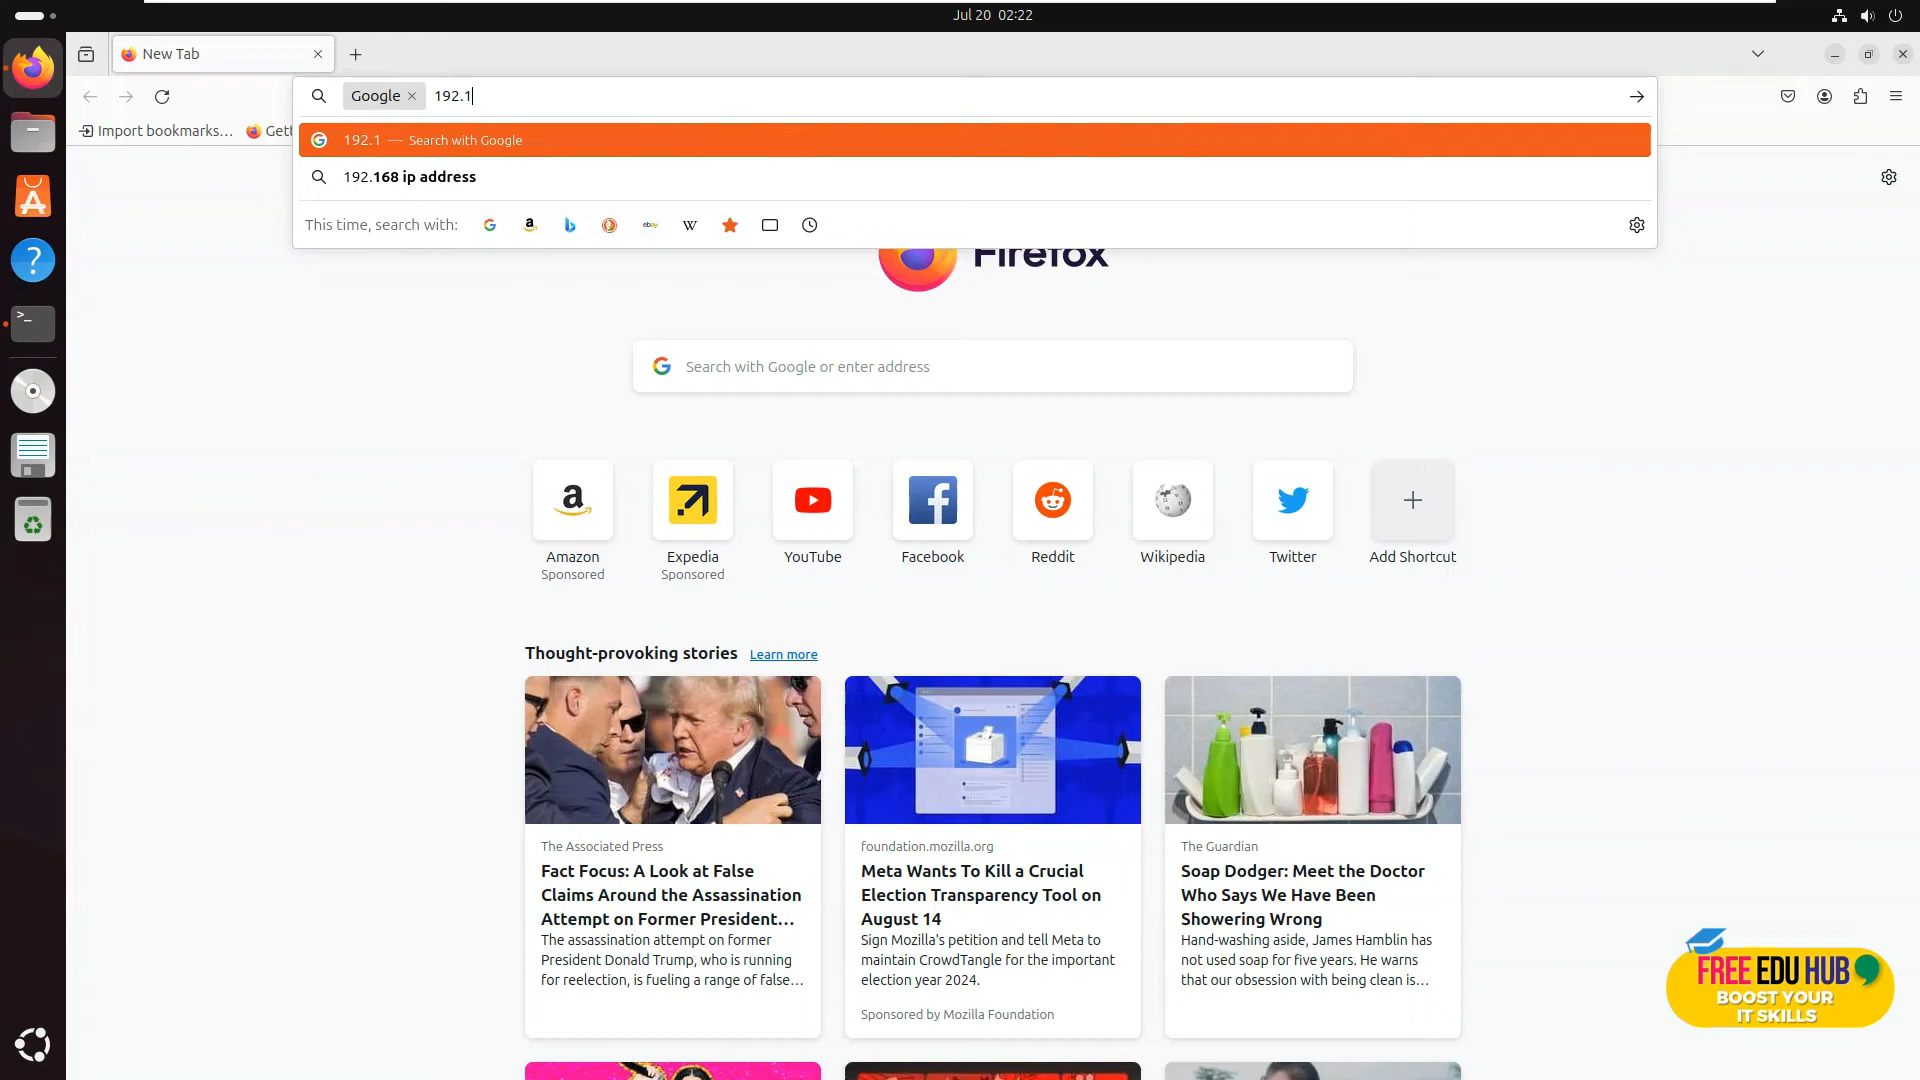 Jul 20 02:22
New Tab
Google
192.1
Import bookmarks...
Gett
192.1 — Search with Google
192.168 ip address
This time, search with:
a
ebay
W
Firefox
Search with Google or enter address
?
>_
a
Amazon
Sponsored
Expedia
Sponsored
YouTube
Facebook
Reddit
Wikipedia
Twitter
Add Shortcut
Thought-provoking stories
Learn more
The Associated Press
Fact Focus: A Look at False
Claims Around the Assassination
Attempt on Former President...
The assassination attempt on former
President Donald Trump, who is running
for reelection, is fueling a range of false...
foundation.mozilla.org
Meta Wants To Kill a Crucial
Election Transparency Tool on
August 14
Sign Mozilla's petition and tell Meta to
maintain CrowdTangle for the important
election year 2024.
Sponsored by Mozilla Foundation
The Guardian
Soap Dodger: Meet the Doctor
Who Says We Have Been
Showering Wrong
Hand-washing aside, James Hamblin has
not used soap for five years. He warns
that our obsession with being clean is...
FREE EDU HUB
BOOST YOUR
IT SKILLS